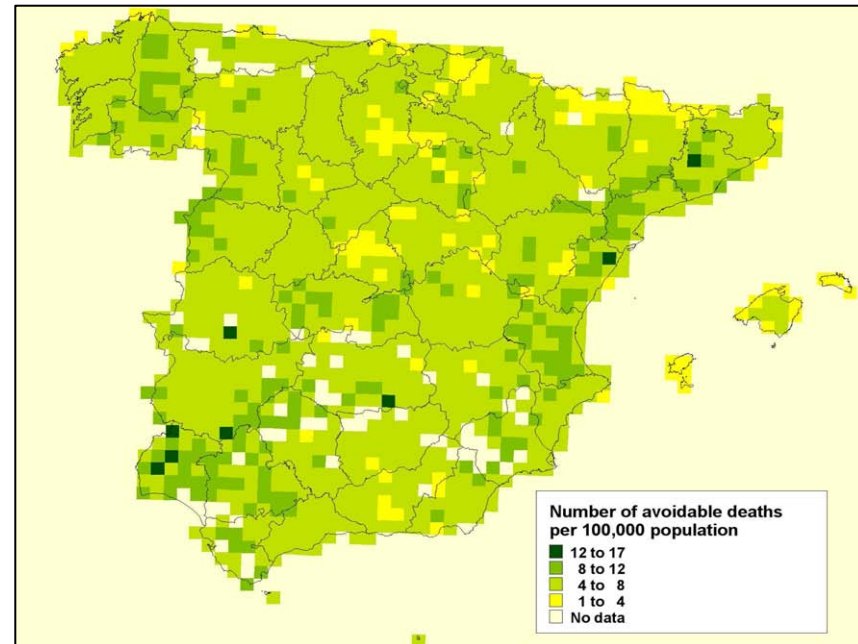 Number of avoidable deaths
per 100,000 population
12 to 17
8 to 12
4 to 8
1 to 4
No data